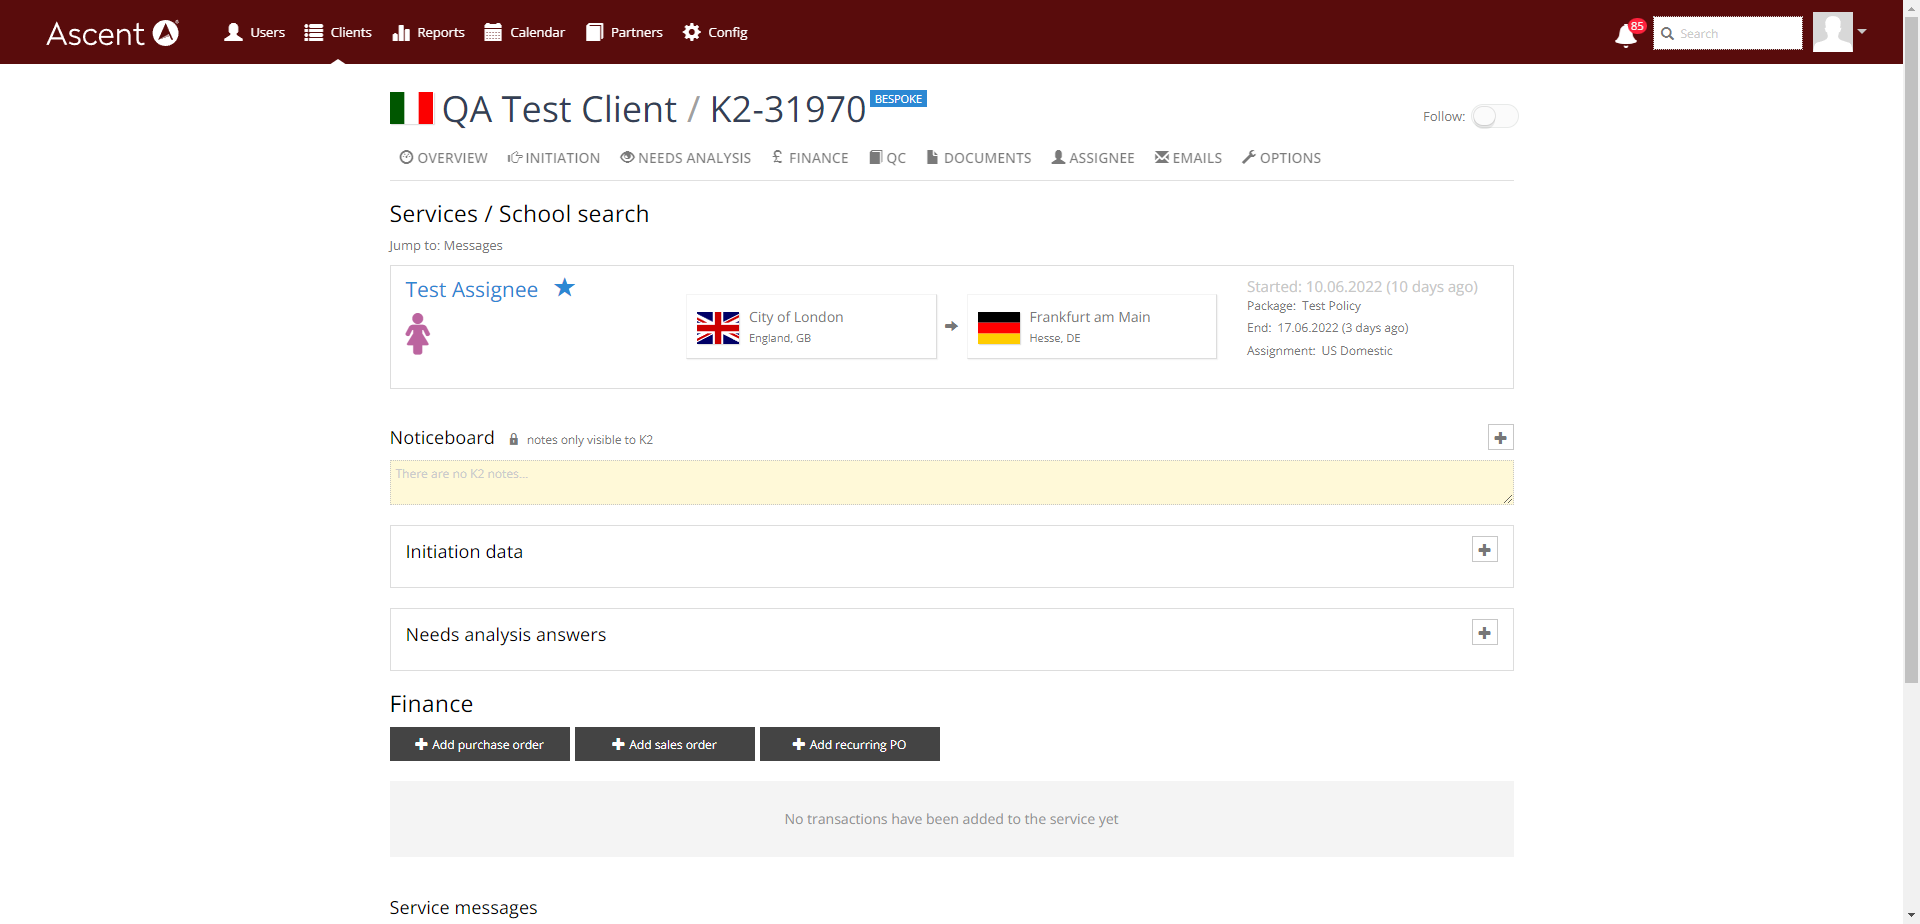 Ascent
Users
Clients
Reports
Calendar
Partners
Config
85
Search
QA Test Client / K2-31970 BESPOKE
Follow:
OVERVIEW
INITIATION
NEEDS ANALYSIS
£ FINANCE
QC
DOCUMENTS
ASSIGNEE
EMAILS
OPTIONS
Services / School search
Jump to: Messages
Test Assignee
City of London
England, GB
Frankfurt am Main
Hesse, DE
Started: 10.06.2022 (10 days ago)
Package: Test Policy
End: 17.06.2022 (3 days ago)
Assignment: US Domestic
Noticeboard
notes only visible to K2
There are no K2 notes...
Initiation data
Needs analysis answers
Finance
Add purchase order
Add sales order
Add recurring PO
No transactions have been added to the service yet
Service messages